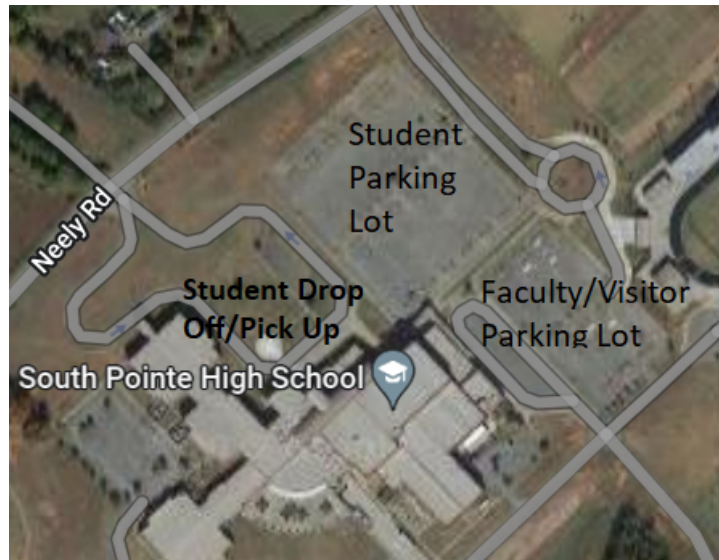 Student
Parking
Lot
Neely Rd
Student Drop
Off/Pick Up
Faculty/Visitor
Parking Lot
South Pointe High School